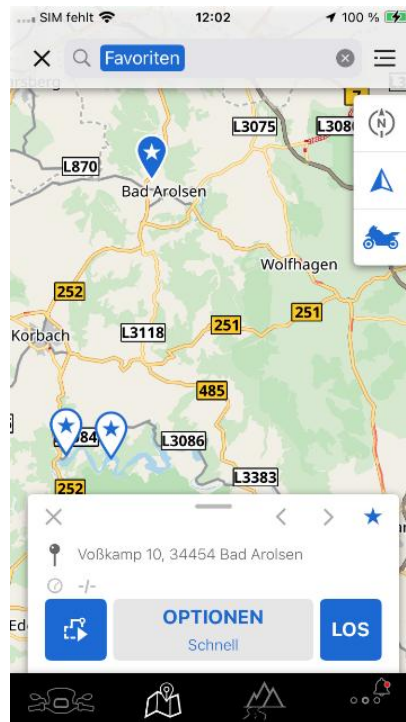 SIM fehlt 12:02 100 %
Favoriten
L3075
L870
Bad Arolsen
N
Wolfhagen
252
251
251
Korbach
L3118
485
L3086
L3383
252
Voßkamp 10, 34454 Bad Arolsen
-/-
OPTIONEN
Schnell
LOS